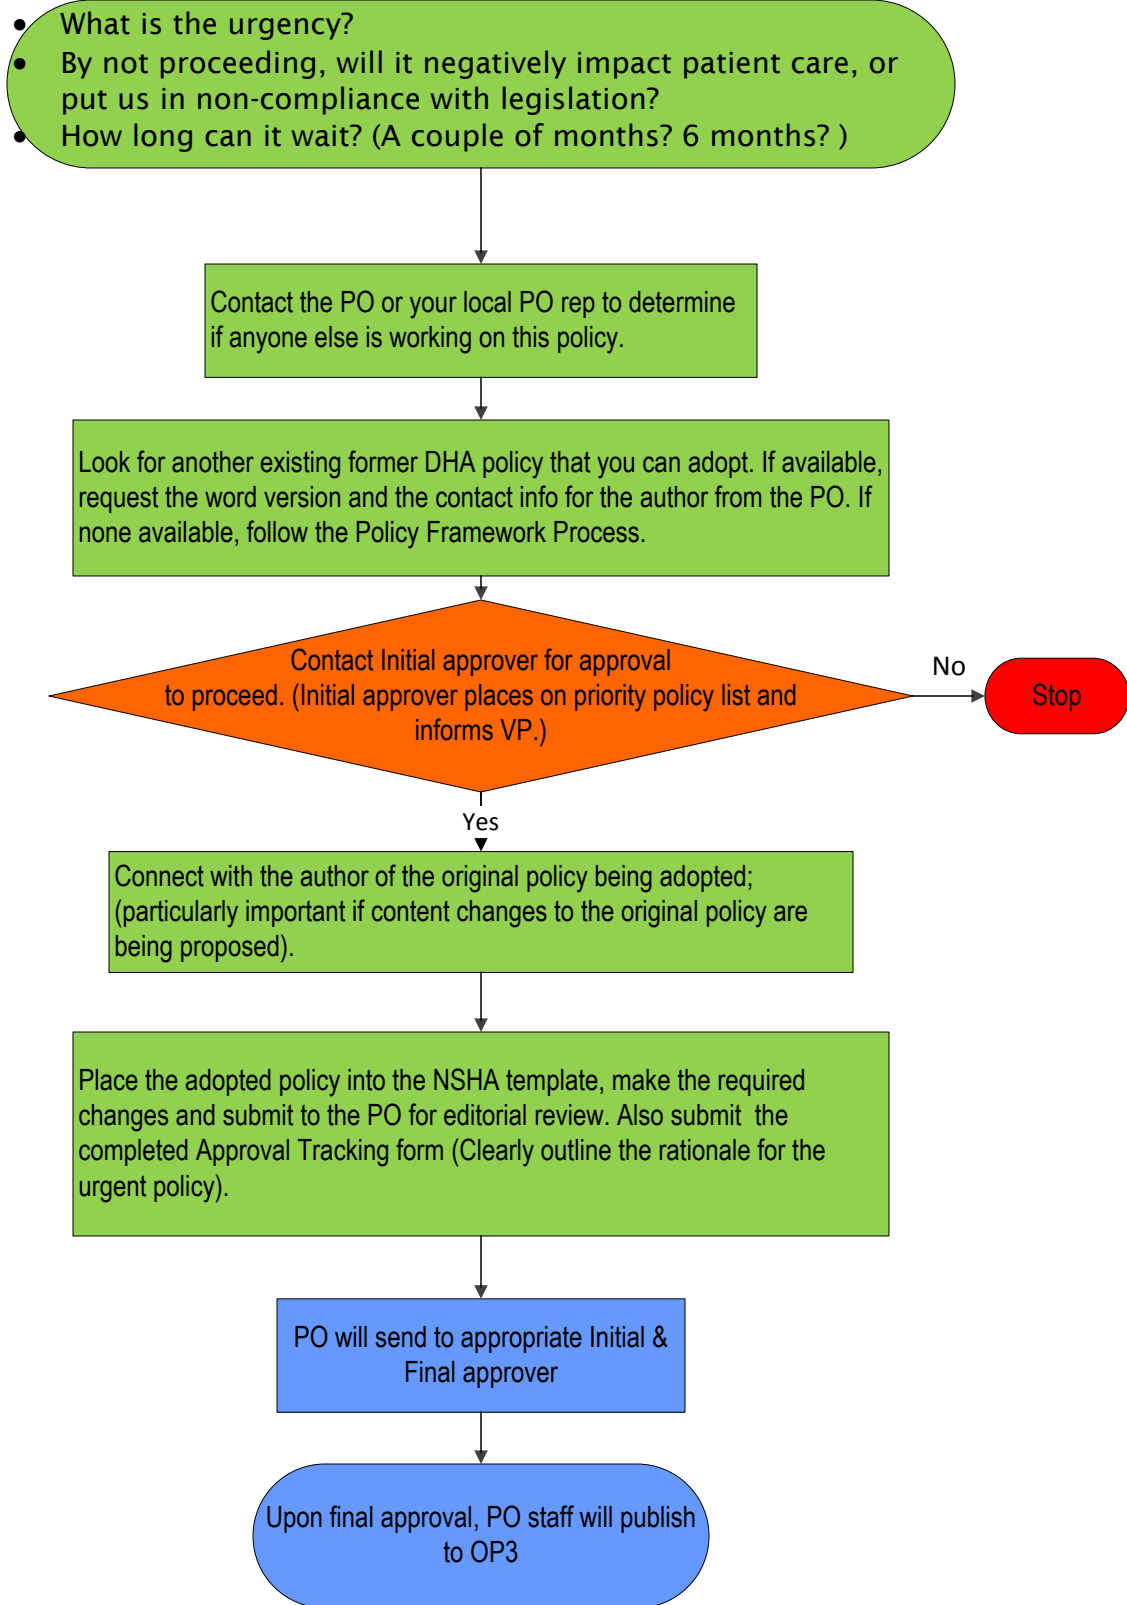 • What is the urgency?
• By not proceeding, will it negatively impact patient care, or
put us in non-compliance with legislation?
• How long can it wait? (A couple of months? 6 months? )
Contact the PO or your local PO rep to determine
if anyone else is working on this policy.
Look for another existing former DHA policy that you can adopt. If available,
request the word version and the contact info for the author from the PO. If
none available, follow the Policy Framework Process.
Contact Initial approver for approval
to proceed. (Initial approver places on priority policy list and
informs VP.)
No
Stop
Yes
Connect with the author of the original policy being adopted;
(particularly important if content changes to the original policy are
being proposed).
Place the adopted policy into the NSHA template, make the required
changes and submit to the PO for editorial review. Also submit  the
completed Approval Tracking form (Clearly outline the rationale for the
urgent policy).
PO will send to appropriate Initial &
Final approver
Upon final approval, PO staff will publish
to OP3